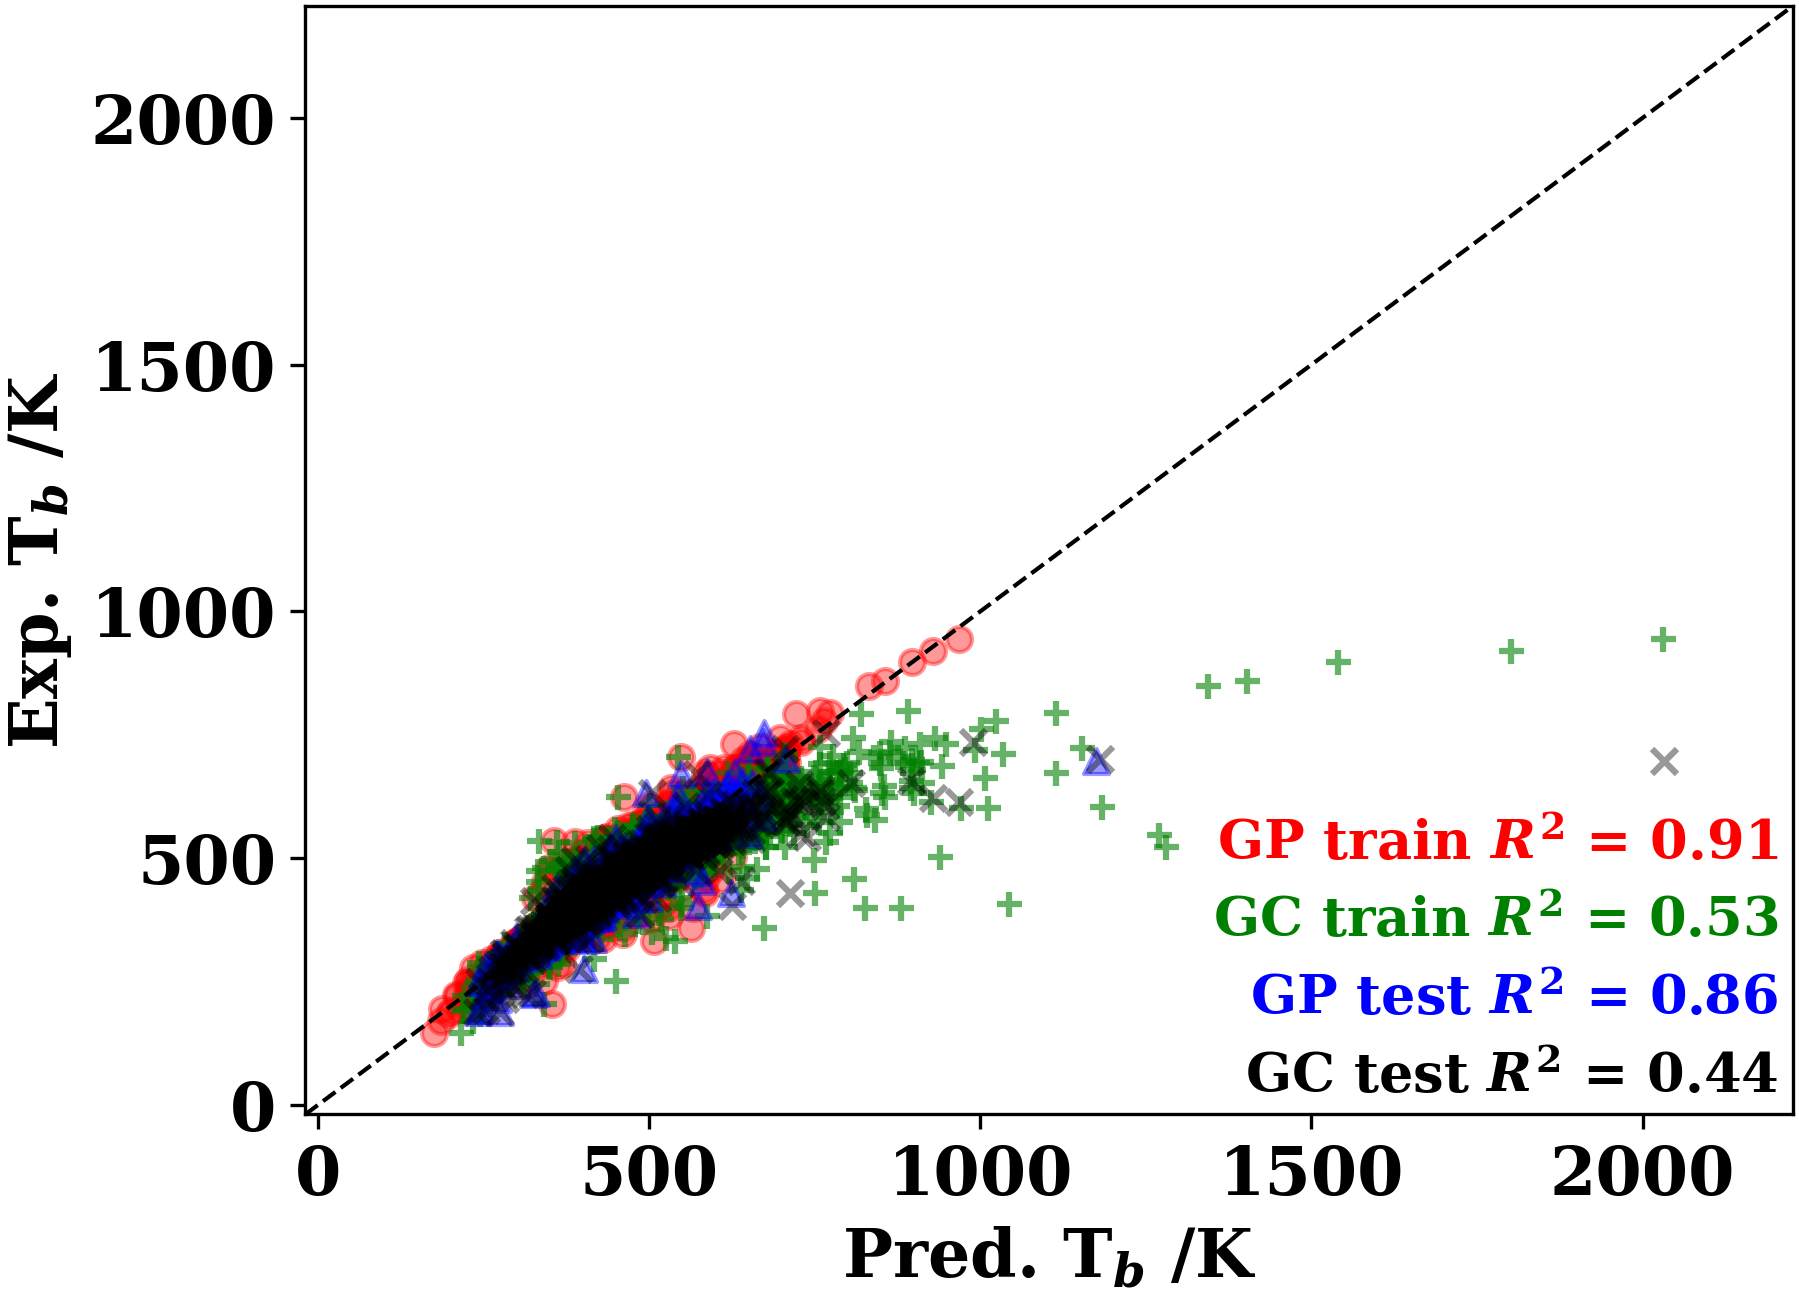 Exp. T_b /K
2000
1500
1000
500
0
GP train R² = 0.91
GC train R² = 0.53
GP test R² = 0.86
GC test R² = 0.44
0 500 1000 1500 2000
Pred. T_b /K